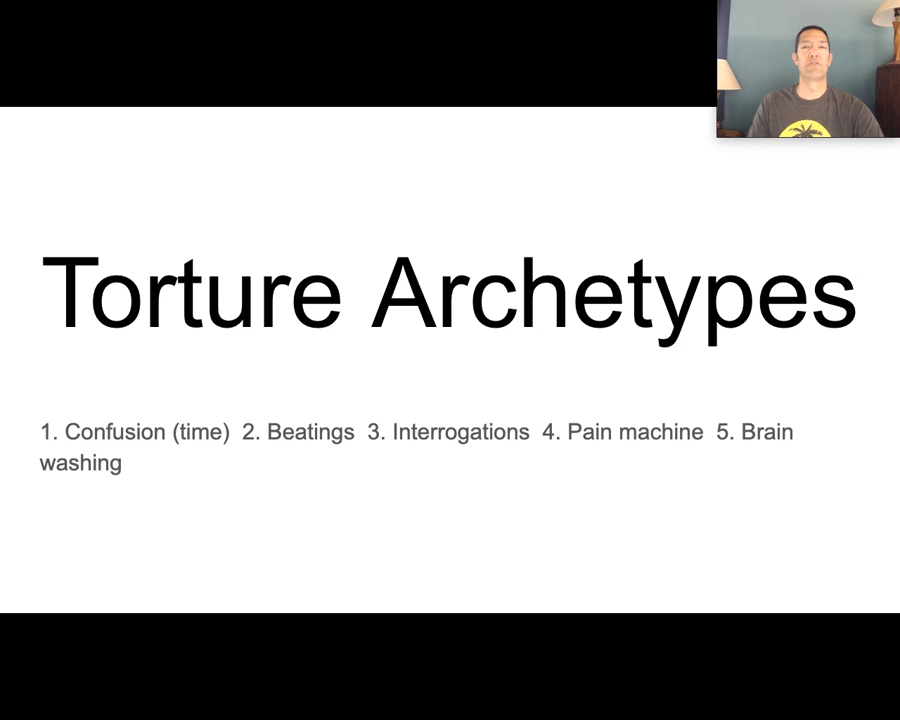 Torture Archetypes
1. Confusion (time)  2. Beatings  3. Interrogations  4. Pain machine  5. Brain
washing